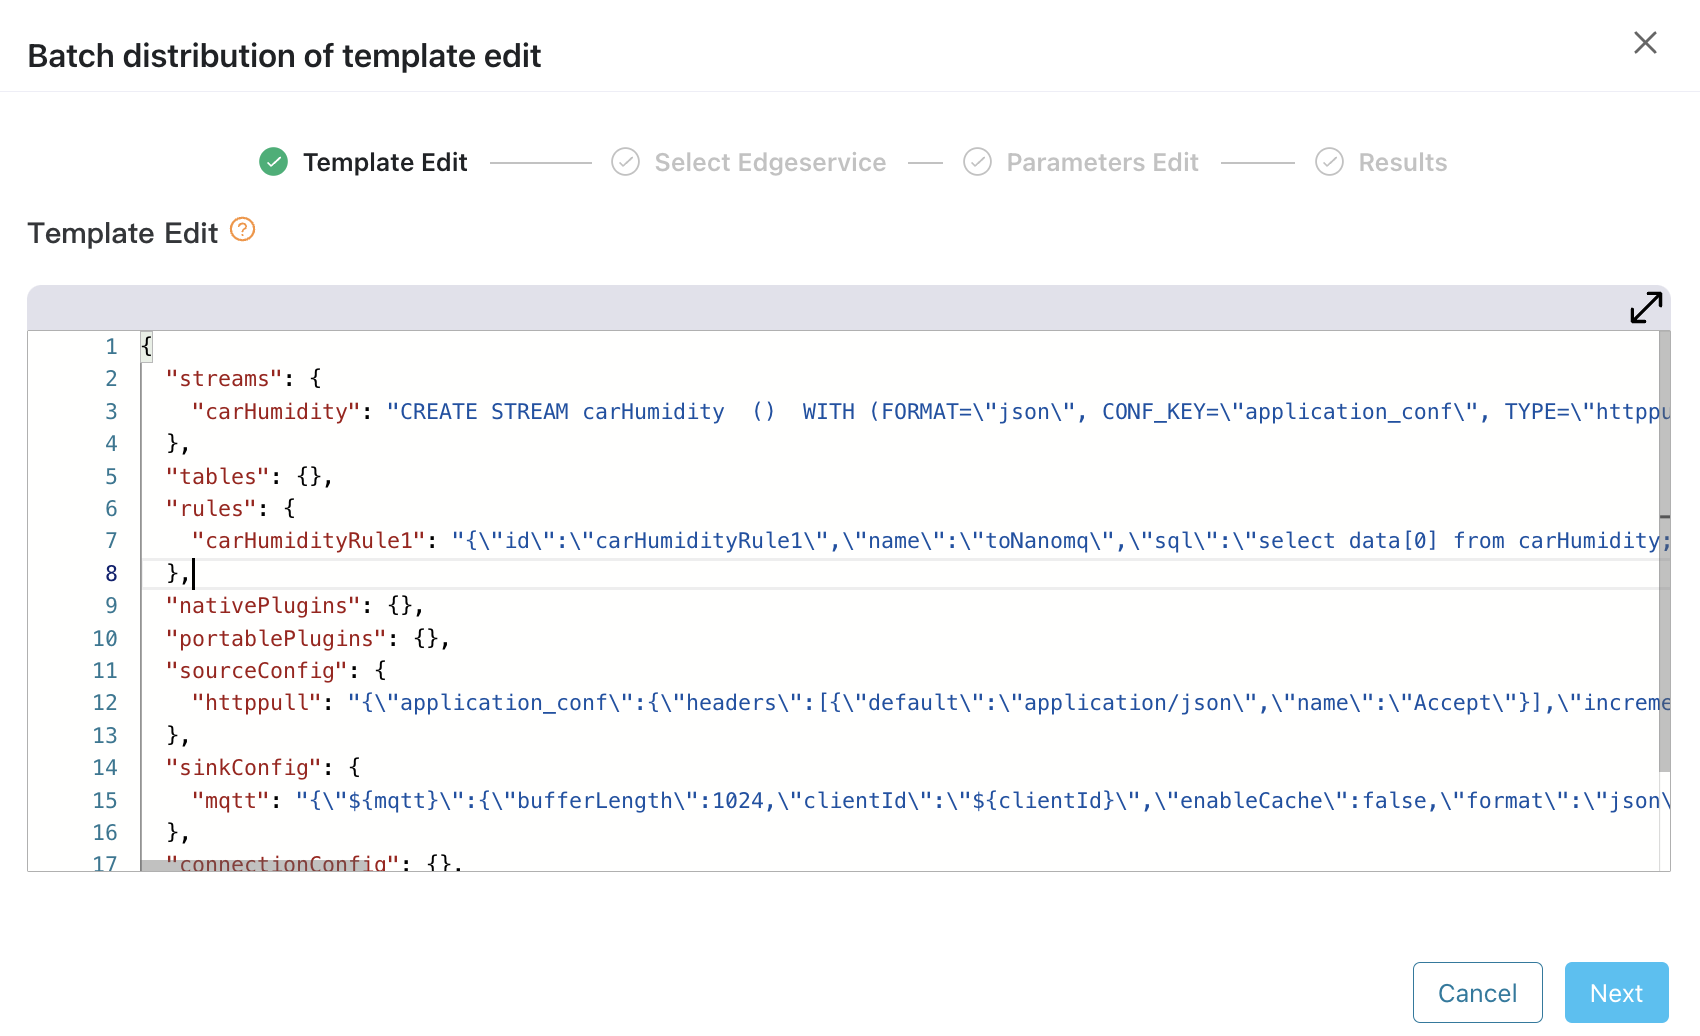 Batch distribution of template edit
Template Edit
Select Edgeservice
Parameters Edit
Results
Template Edit ?
1 {
2 "streams": {
3 "carHumidity": "CREATE STREAM carHumidity  ()  WITH (FORMAT=\"json\", CONF_KEY=\"application_conf\", TYPE=\"httppu
4 },
5 "tables": {},
6 "rules": {
7 "carHumidityRule1": "{\"id\":\"carHumidityRule1\",\"name\":\"toNanomq\",\"sql\":\"select data[0] from carHumidity;
8 },
9 "nativePlugins": {},
10 "portablePlugins": {},
11 "sourceConfig": {
12 "httppull": "{\"application_conf\":{\"headers\":[{\"default\":\"application/json\",\"name\":\"Accept\"}],\"increme
13 },
14 "sinkConfig": {
15 "mqtt": "{\"${mqtt}\":{\"bufferLength\":1024,\"clientId\":\"${clientId}\",\"enableCache\":false,\"format\":\"json\
16 },
17 "connectionConfig": {},
Cancel
Next